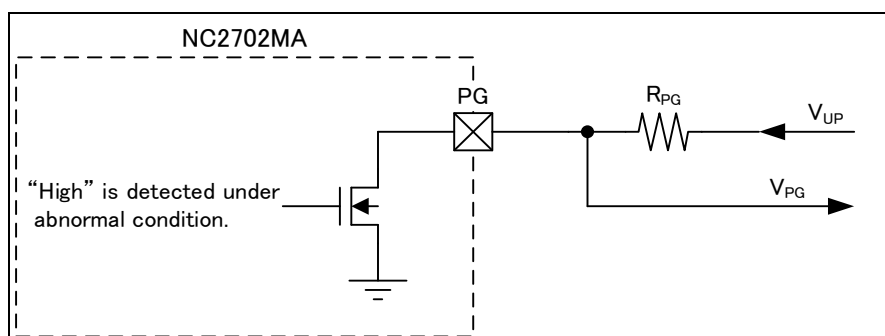 NC2702MA
PG
RPG
VUP
“High” is detected under
abnormal condition.
VPG